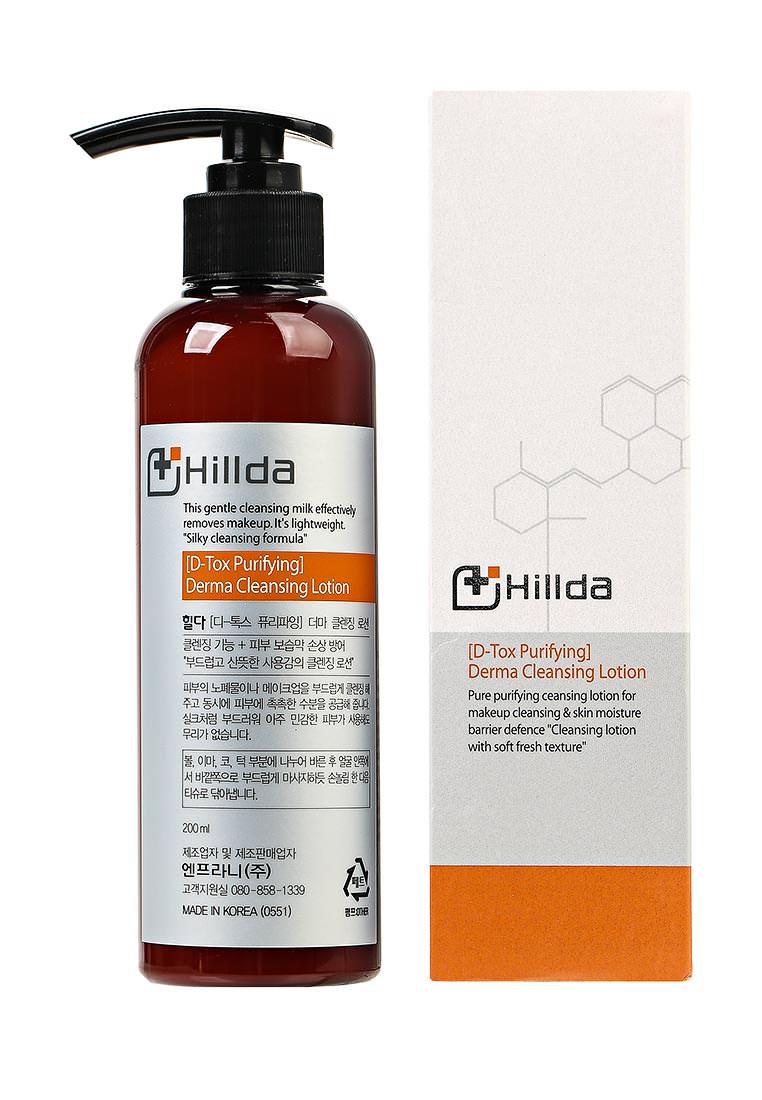 Hillda
This gentle cleansing milk effectively
removes makeup. It's lightweight.
"Silky cleansing formula"
[D-Tox Purifying]
Derma Cleansing Lotion
힐다 [디-톡스 퓨리파잉] 더마 클렌징 로션
클렌징 기능 + 피부 보습막 손상 방어
"부드럽고 산뜻한 사용감의 클렌징 로션"
피부의 노폐물이나 메이크업을 부드럽게 클렌징 해
주고 동시에 피부에 촉촉한 수분을 공급해 줍니다.
실크처럼 부드러워 아주 민감한 피부가 사용해도
무리가 없습니다.
볼, 이마, 코, 턱 부분에 나누어 바른 후 얼굴 안쪽에
서 바깥쪽으로 부드럽게 마사지하듯 손놀림 한 다음
티슈로 닦아냅니다.
200ml
제조업자 및 제조판매업자
엔프라니(주)
고객지원실 080-858-1339
MADE IN KOREA (0551)
페트
펌프:OTHER
Hillda
[D-Tox Purifying]
Derma Cleansing Lotion
Pure purifying ceansing lotion for
makeup cleansing & skin moisture
barrier defence "Cleansing lotion
with soft fresh texture"